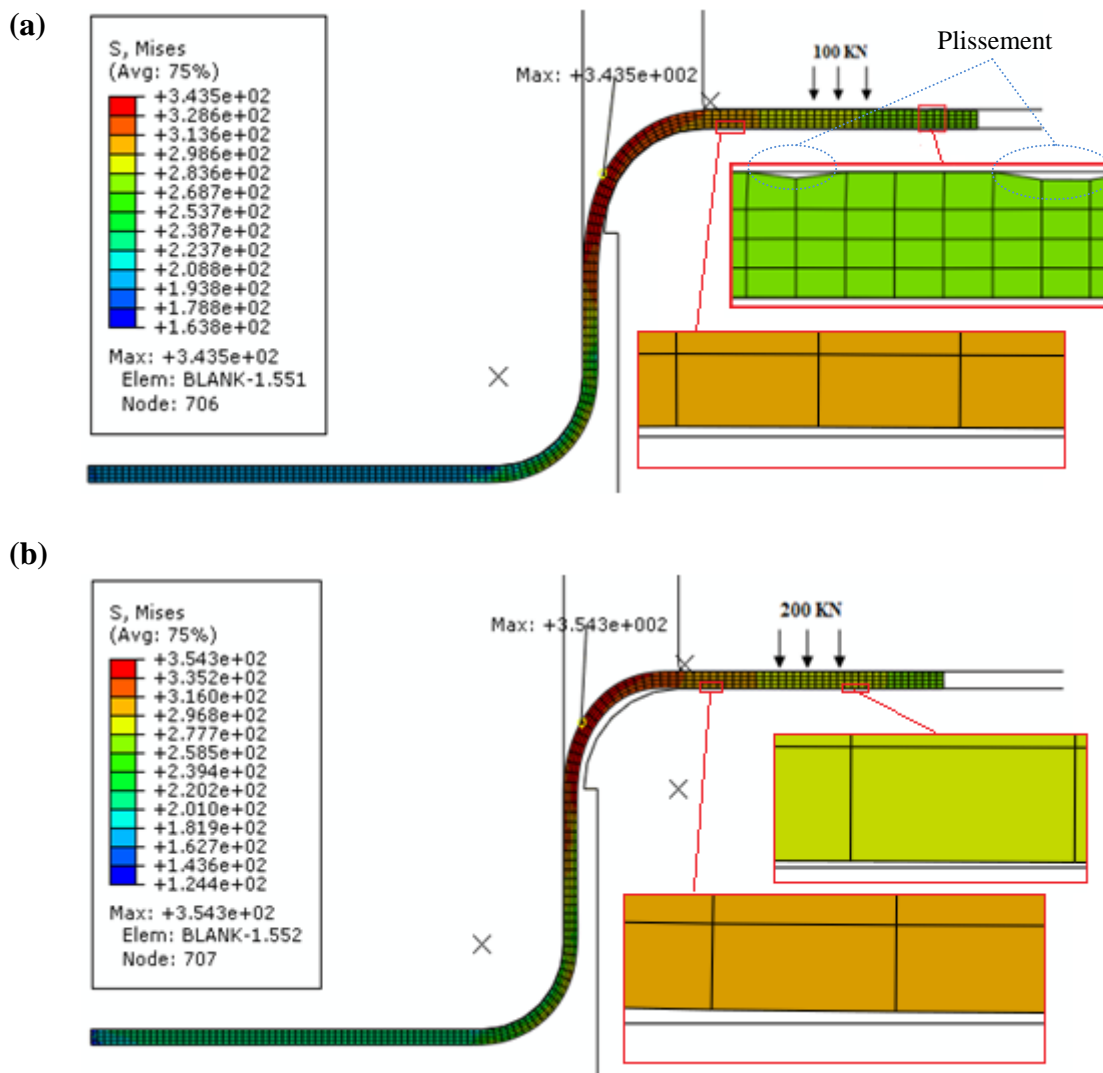 (a)
S, Mises
(Avg: 75%)
+3.435e+02
+3.286e+02
+3.136e+02
+2.986e+02
+2.836e+02
+2.687e+02
+2.537e+02
+2.387e+02
+2.237e+02
+2.088e+02
+1.938e+02
+1.788e+02
+1.638e+02
Max: +3.435e+02
Elem: BLANK-1.551
Node: 706
Max: +3.435e+002
100 KN
Plissement
(b)
S, Mises
(Avg: 75%)
+3.543e+02
+3.352e+02
+3.160e+02
+2.968e+02
+2.777e+02
+2.585e+02
+2.394e+02
+2.202e+02
+2.010e+02
+1.819e+02
+1.627e+02
+1.436e+02
+1.244e+02
Max: +3.543e+02
Elem: BLANK-1.552
Node: 707
Max: +3.543e+002
200 KN